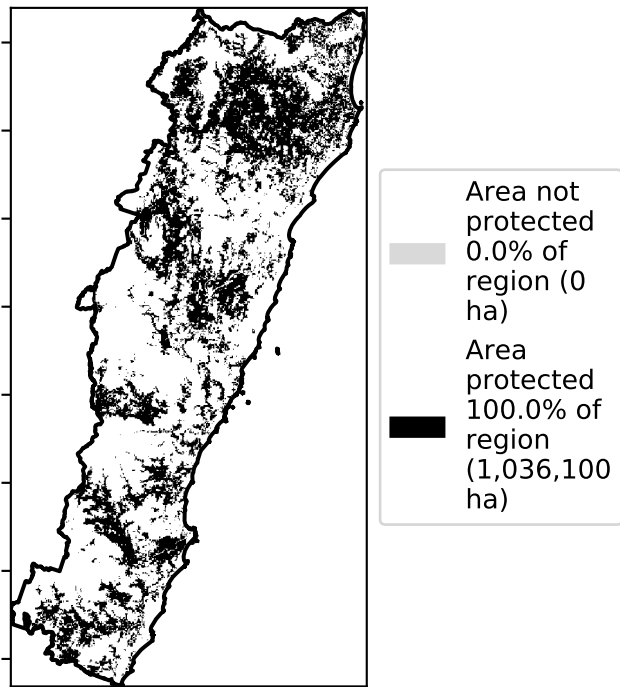 Area not
protected
0.0% of
region (0
ha)
Area
protected
100.0% of
region
(1,036,100
ha)